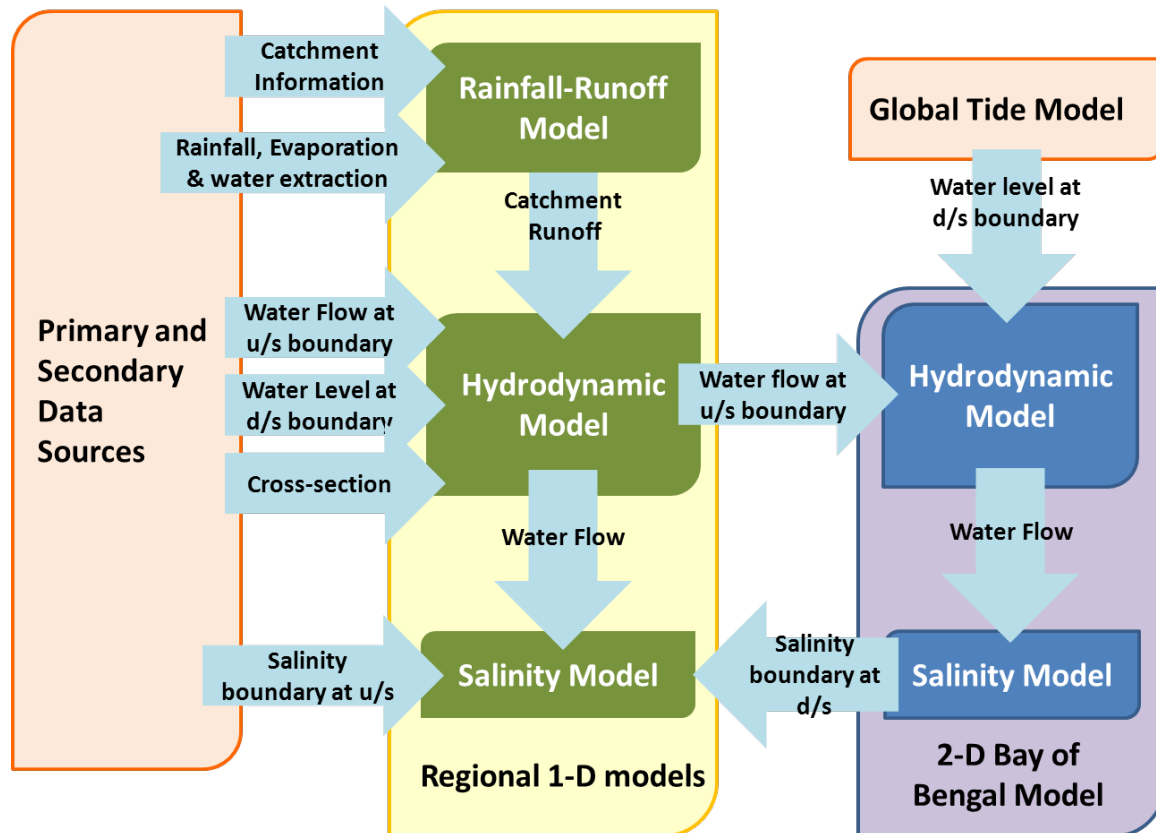 Catchment
Information
Rainfall-Runoff
Model
Global Tide Model
Rainfall, Evaporation
& water extraction
Catchment
Runoff
Water level at
d/s boundary
Primary and
Secondary
Data
Sources
Water Flow at
u/s boundary
Water Level at
d/s boundary
Cross-section
Hydrodynamic
Model
Water flow at
u/s boundary
Hydrodynamic
Model
Water Flow
Water Flow
Salinity
boundary at u/s
Salinity Model
Salinity
boundary at
d/s
Salinity Model
Regional 1-D models
2-D Bay of
Bengal Model